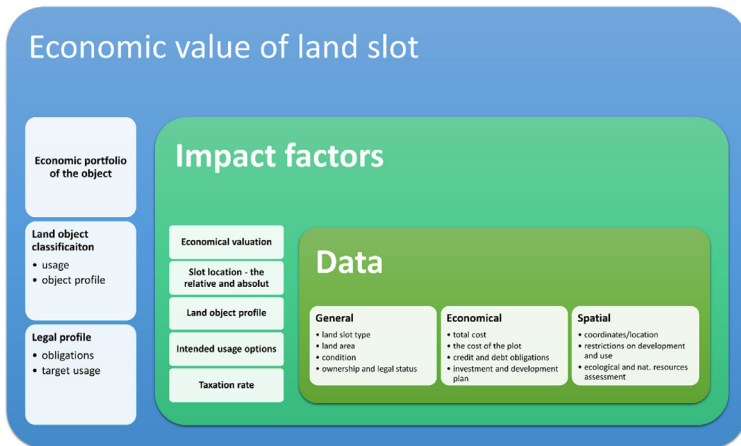 Economic value of land slot
Economic portfolio
of the object
Land object
classificaiton
• usage
• object profile
Legal profile
• obligations
• target usage
Impact factors
Economical valuation
Slot location - the
relative and absolut
Land object profile
Intended usage options
Taxation rate
Data
General
• land slot type
• land area
• condition
• ownership and legal status
Economical
• total cost
• the cost of the plot
• credit and debt obligations
• investment and development
plan
Spatial
• coordinates/location
• restrictions on development
and use
• ecological and nat. resources
assessment